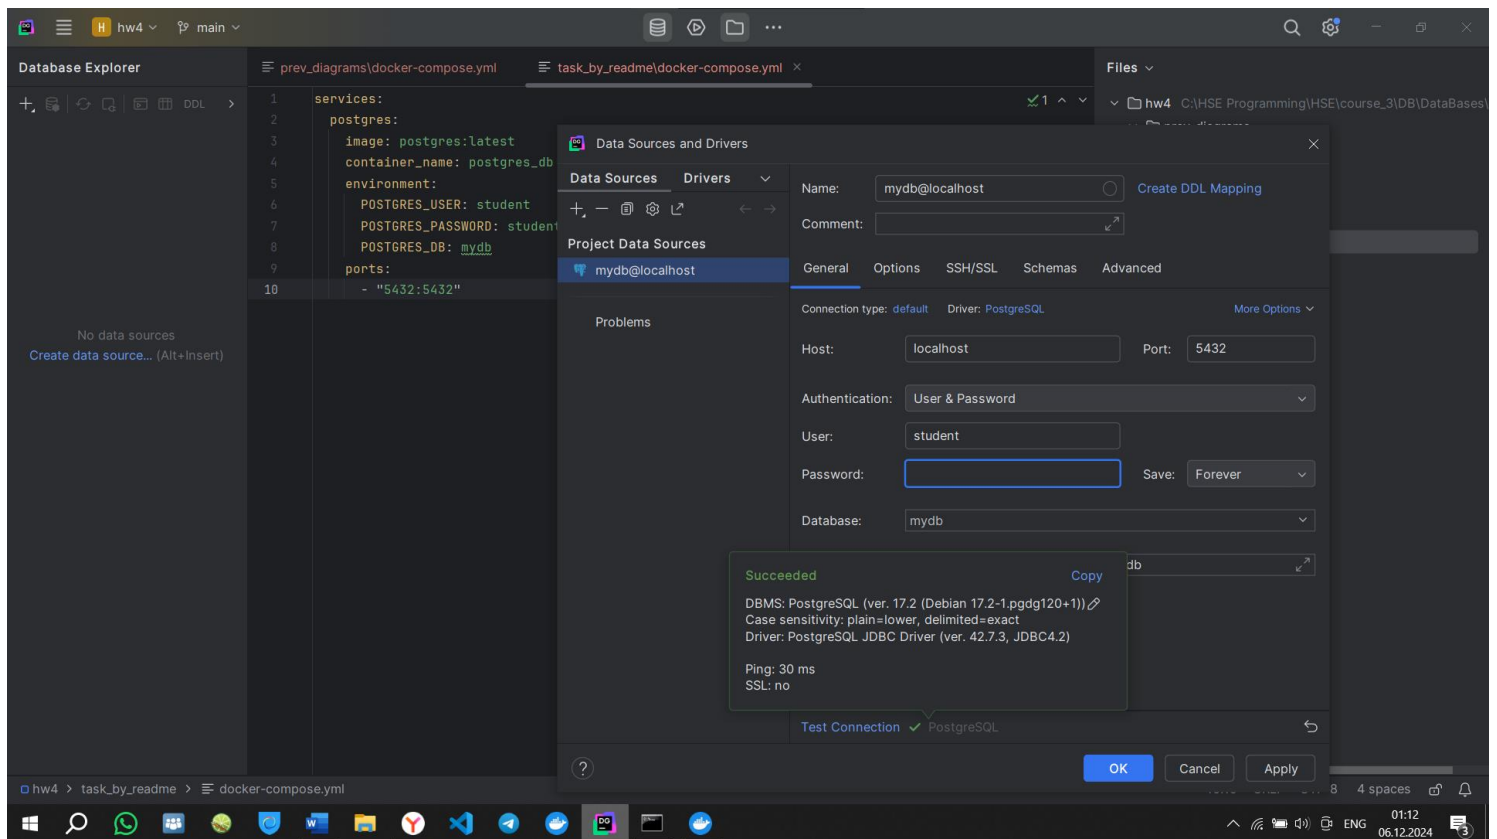 H hw4 main
Database Explorer
prev_diagrams\docker-compose.yml task_by_readme\docker-compose.yml
Files
DDL
1 services:
2 postgres:
3 image: postgres:latest
4 container_name: postgres_db
5 environment:
6 POSTGRES_USER: student
7 POSTGRES_PASSWORD: student
8 POSTGRES_DB: mydb
9 ports:
10 - "5432:5432"
1
hw4 C:\HSE Programming\HSE\course_3\DB\DataBases\
prev_diagrams
No data sources
Create data source... (Alt+Insert)
Data Sources and Drivers
Data Sources Drivers
Project Data Sources
mydb@localhost
Problems
Name: mydb@localhost Create DDL Mapping
Comment:
General Options SSH/SSL Schemas Advanced
Connection type: default Driver: PostgreSQL More Options
Host: localhost Port: 5432
Authentication: User & Password
User: student
Password: Save: Forever
Database: mydb
db
Succeeded Copy
DBMS: PostgreSQL (ver. 17.2 (Debian 17.2-1.pgdg120+1))
Case sensitivity: plain=lower, delimited=exact
Driver: PostgreSQL JDBC Driver (ver. 42.7.3, JDBC4.2)
Ping: 30 ms
SSL: no
Test Connection PostgreSQL
? OK Cancel Apply
hw4 > task_by_readme > docker-compose.yml
8 4 spaces
ENG 01:12
06.12.2024 3